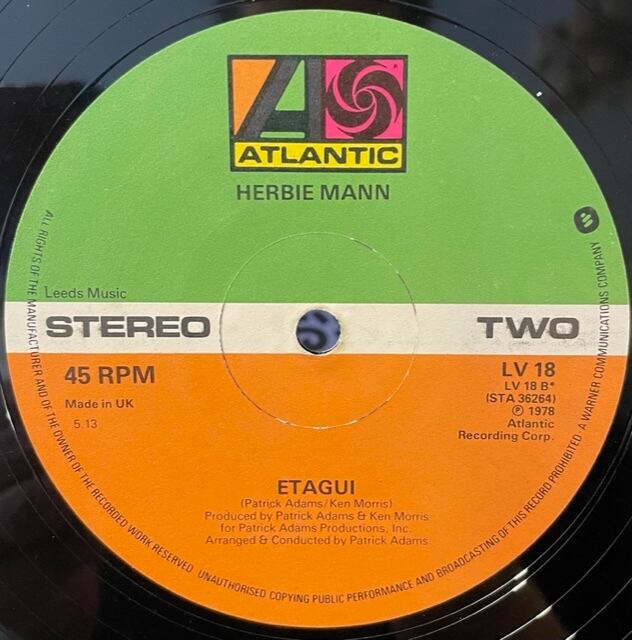 ATLANTIC
HERBIE MANN
Leeds Music
STEREO
TWO
45 RPM
Made in UK
5.13
LV 18
LV 18 B*
(STA 36264)
℗ 1978
Atlantic
Recording Corp.
ETAGUI
(Patrick Adams/Ken Morris)
Produced by Patrick Adams & Ken Morris
for Patrick Adams Productions, Inc.
Arranged & Conducted by Patrick Adams
ALL RIGHTS OF THE MANUFACTURER AND OF THE OWNER OF THE RECORDED WORK RESERVED UNAUTHORISED COPYING PUBLIC PERFORMANCE AND BROADCASTING OF THIS RECORD PROHIBITED A WARNER COMMUNICATIONS COMPANY